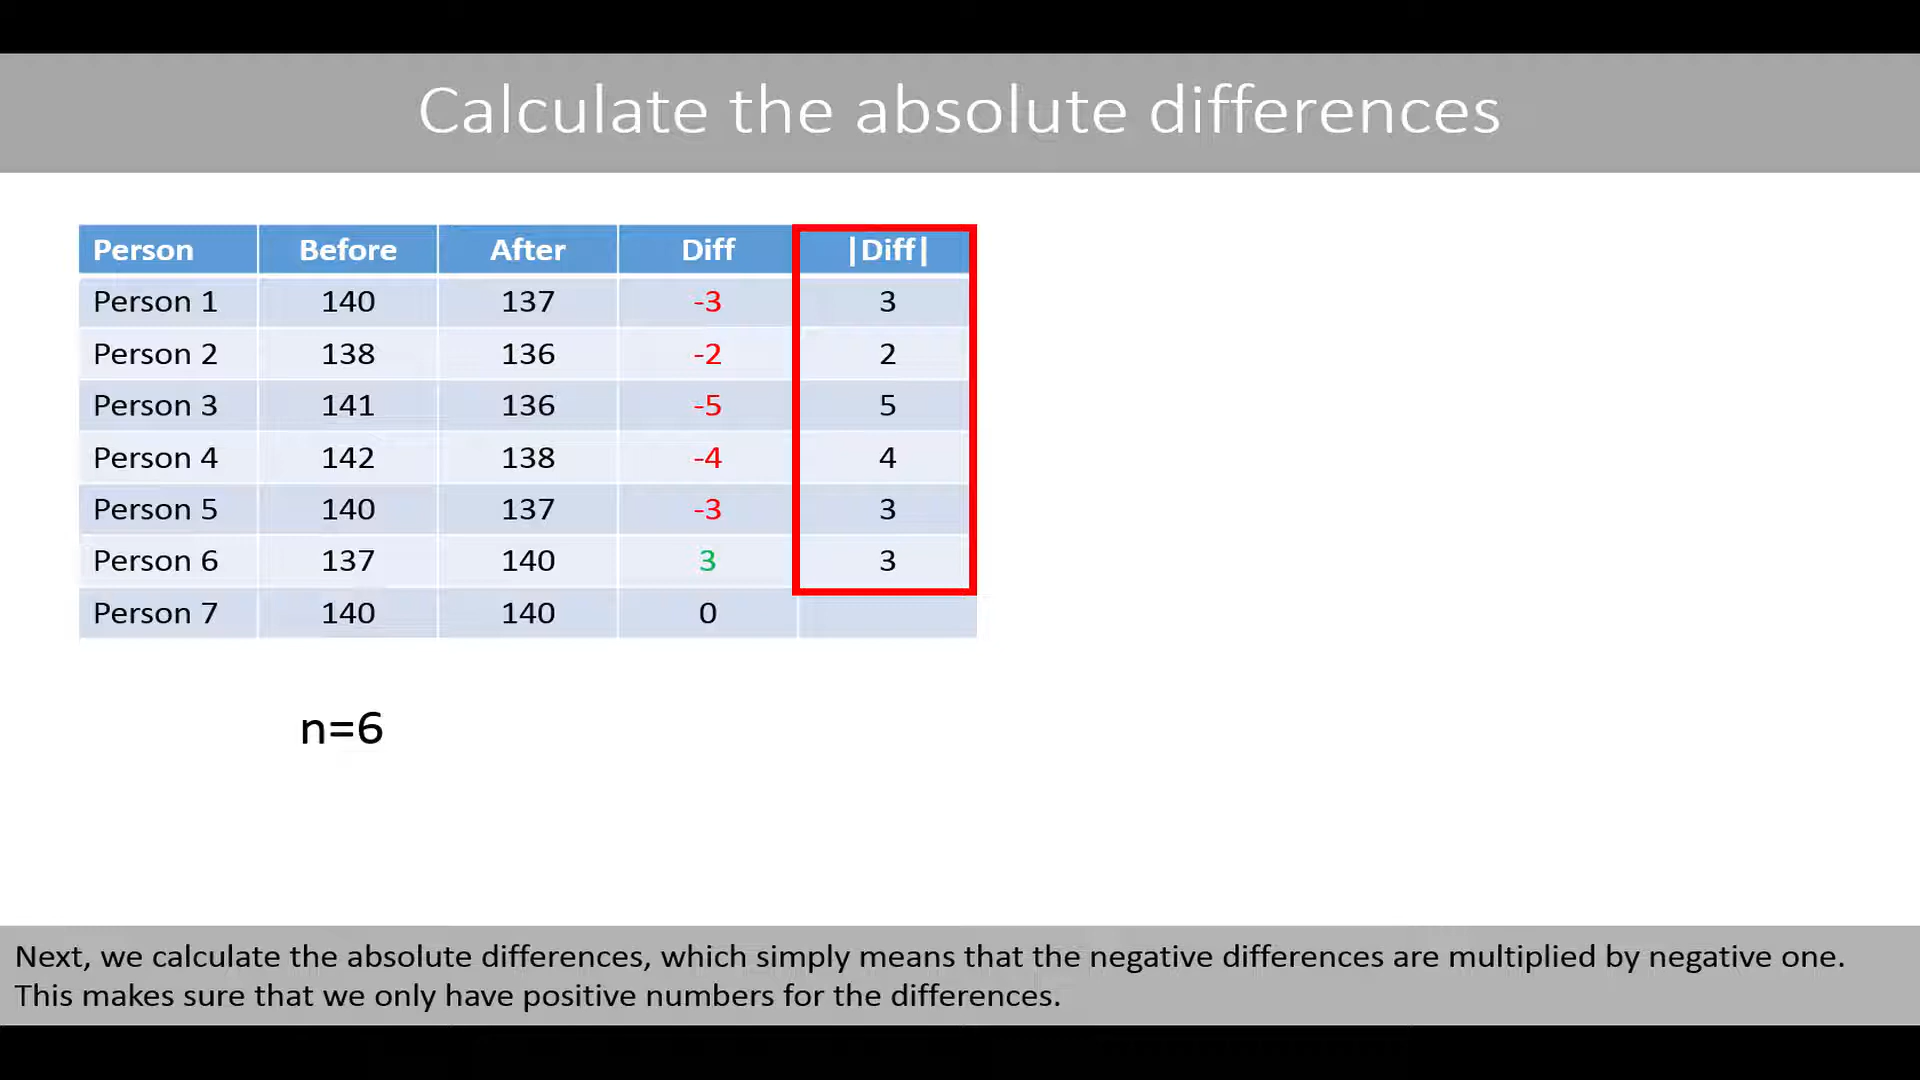 Calculate the absolute differences
Person Before After Diff |Diff|
Person 1 140 137 -3 3
Person 2 138 136 -2 2
Person 3 141 136 -5 5
Person 4 142 138 -4 4
Person 5 140 137 -3 3
Person 6 137 140 3 3
Person 7 140 140 0
n=6
Next, we calculate the absolute differences, which simply means that the negative differences are multiplied by negative one.
This makes sure that we only have positive numbers for the differences.